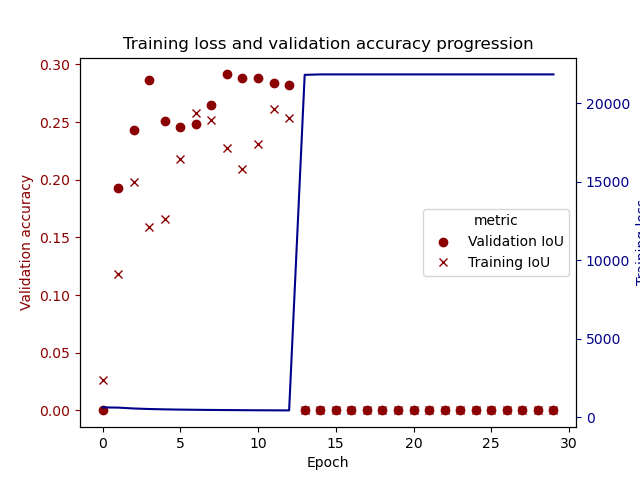 Training loss and validation accuracy progression
0.30
0.25
0.20
0.15
0.10
0.05
0.00
Validation accuracy
20000
15000
10000
5000
0
Training loss
metric
Validation IoU
Training IoU
0 5 10 15 20 25 30
Epoch